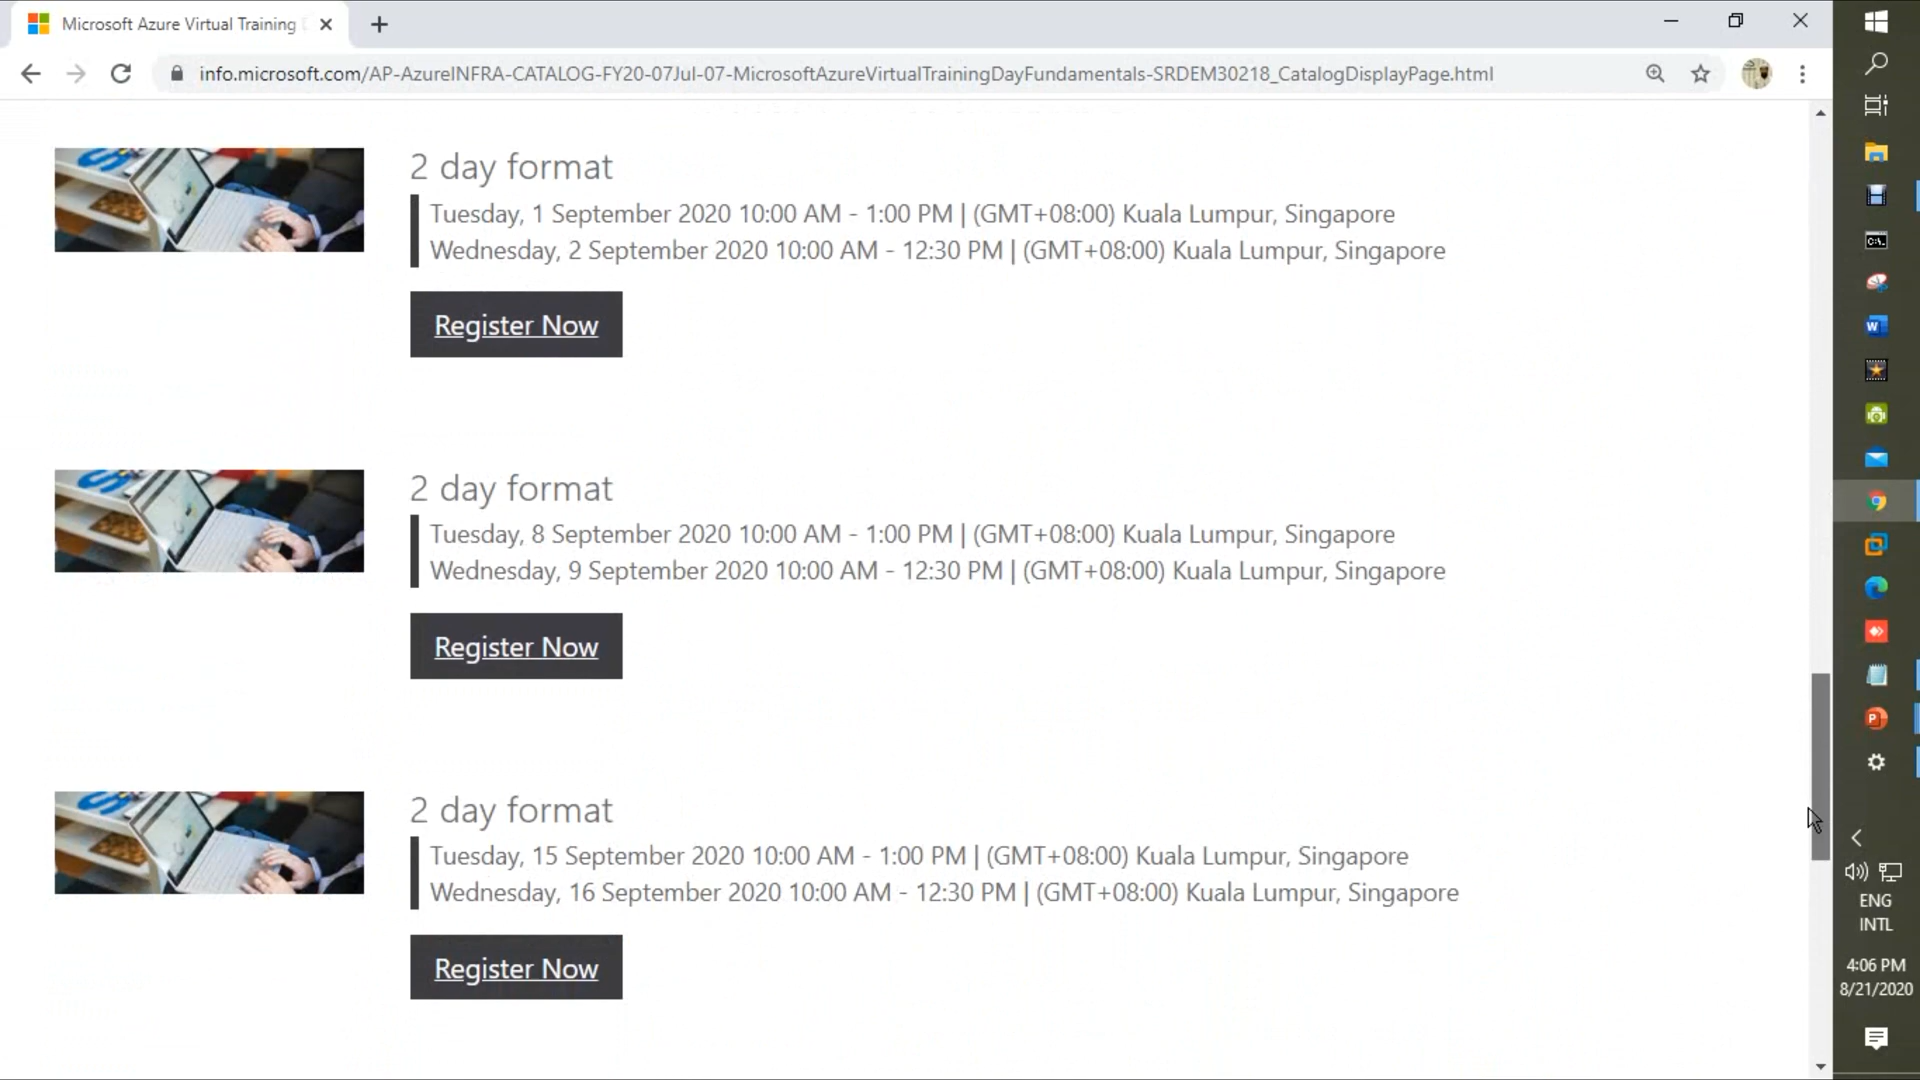 Microsoft Azure Virtual Training
info.microsoft.com/AP-AzureINFRA-CATALOG-FY20-07Jul-07-MicrosoftAzureVirtualTrainingDayFundamentals-SRDEM30218_CatalogDisplayPage.html
2 day format
Tuesday, 1 September 2020 10:00 AM - 1:00 PM | (GMT+08:00) Kuala Lumpur, Singapore
Wednesday, 2 September 2020 10:00 AM - 12:30 PM | (GMT+08:00) Kuala Lumpur, Singapore
Register Now
2 day format
Tuesday, 8 September 2020 10:00 AM - 1:00 PM | (GMT+08:00) Kuala Lumpur, Singapore
Wednesday, 9 September 2020 10:00 AM - 12:30 PM | (GMT+08:00) Kuala Lumpur, Singapore
Register Now
2 day format
Tuesday, 15 September 2020 10:00 AM - 1:00 PM | (GMT+08:00) Kuala Lumpur, Singapore
Wednesday, 16 September 2020 10:00 AM - 12:30 PM | (GMT+08:00) Kuala Lumpur, Singapore
Register Now
ENG
INTL
4:06 PM
8/21/2020